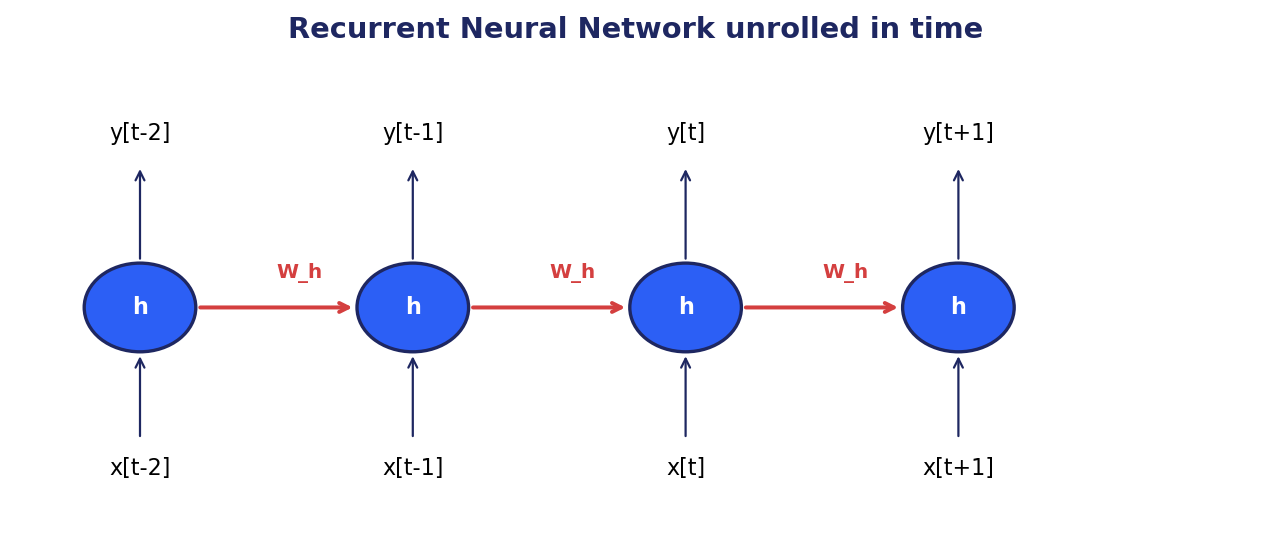 Recurrent Neural Network unrolled in time
y[t-2] y[t-1] y[t] y[t+1]
W_h W_h W_h
h h h h
x[t-2] x[t-1] x[t] x[t+1]